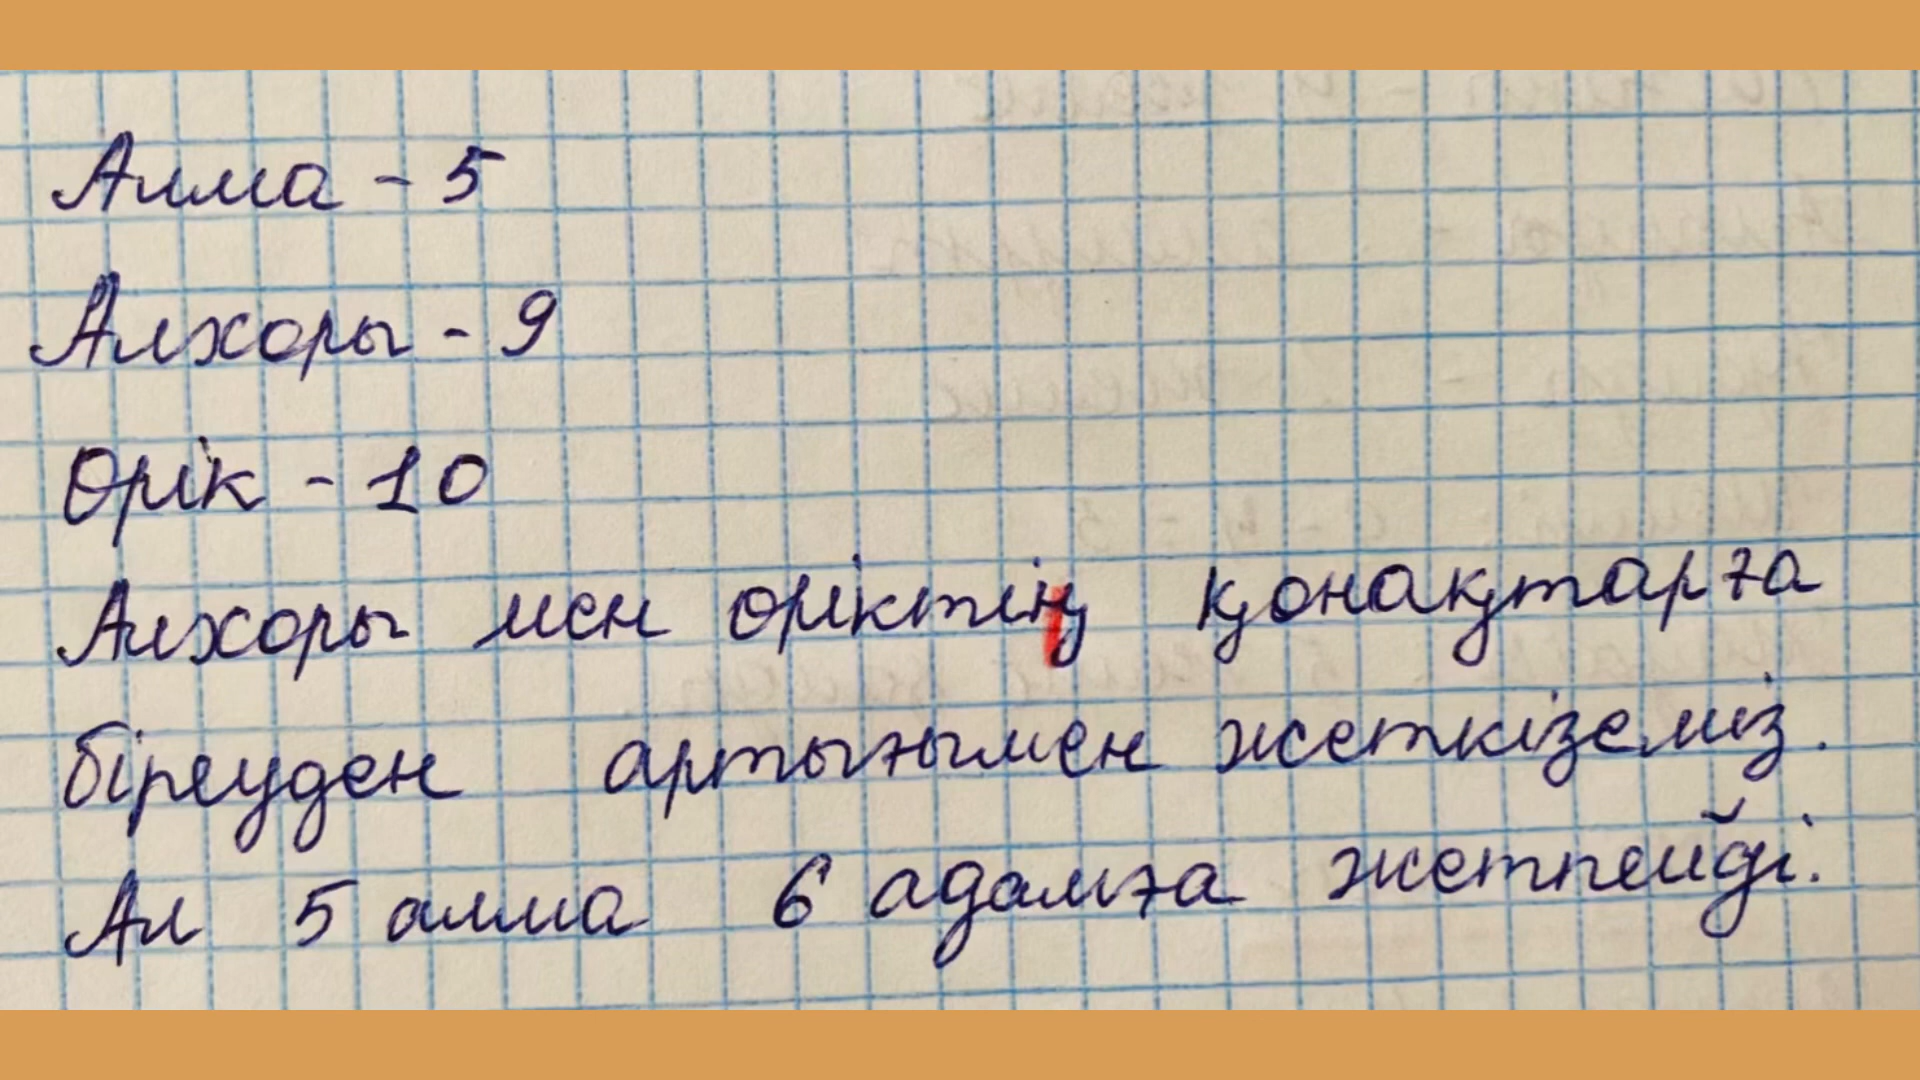 Алма - 5
Алхоры - 9
Өрік - 10
Алхоры мен өріктің қонақтарға
біреуден артығымен жеткіземіз.
Ал 5 алма 6 адамға жетпейді.